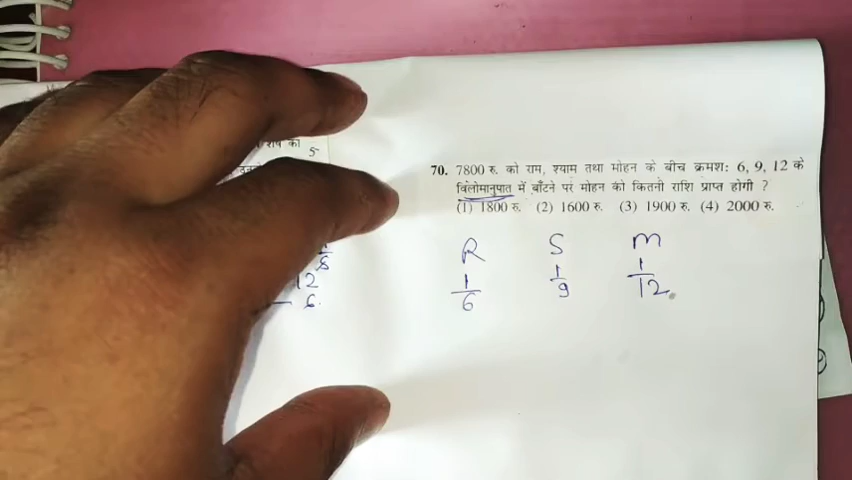 शेष का
5
70. 7800 रु. को राम, श्याम तथा मोहन के बीच क्रमश: 6, 9, 12 के
विलोमानुपात में बाँटने पर मोहन को कितनी राशि प्राप्त होगी ?
(1) 1800 रु. (2) 1600 रु. (3) 1900 रु. (4) 2000 रु.
R S M
1/6 1/9 1/12
12
6